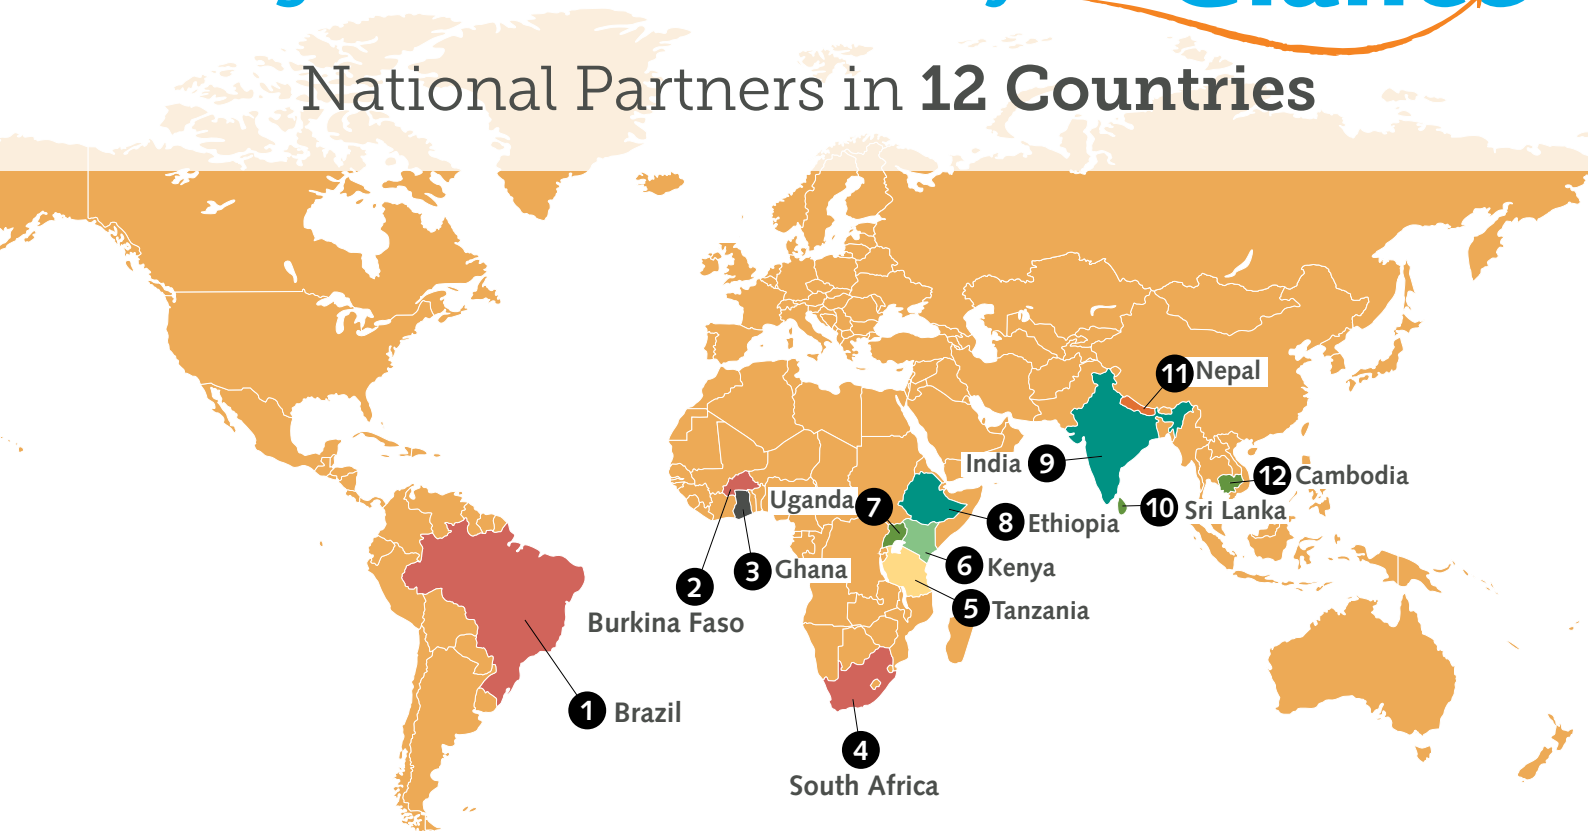 National Partners in 12 Countries
11 Nepal
India 9
12 Cambodia
Uganda 7
10 Sri Lanka
8 Ethiopia
6 Kenya
3 Ghana
2
Burkina Faso
5 Tanzania
1 Brazil
4
South Africa